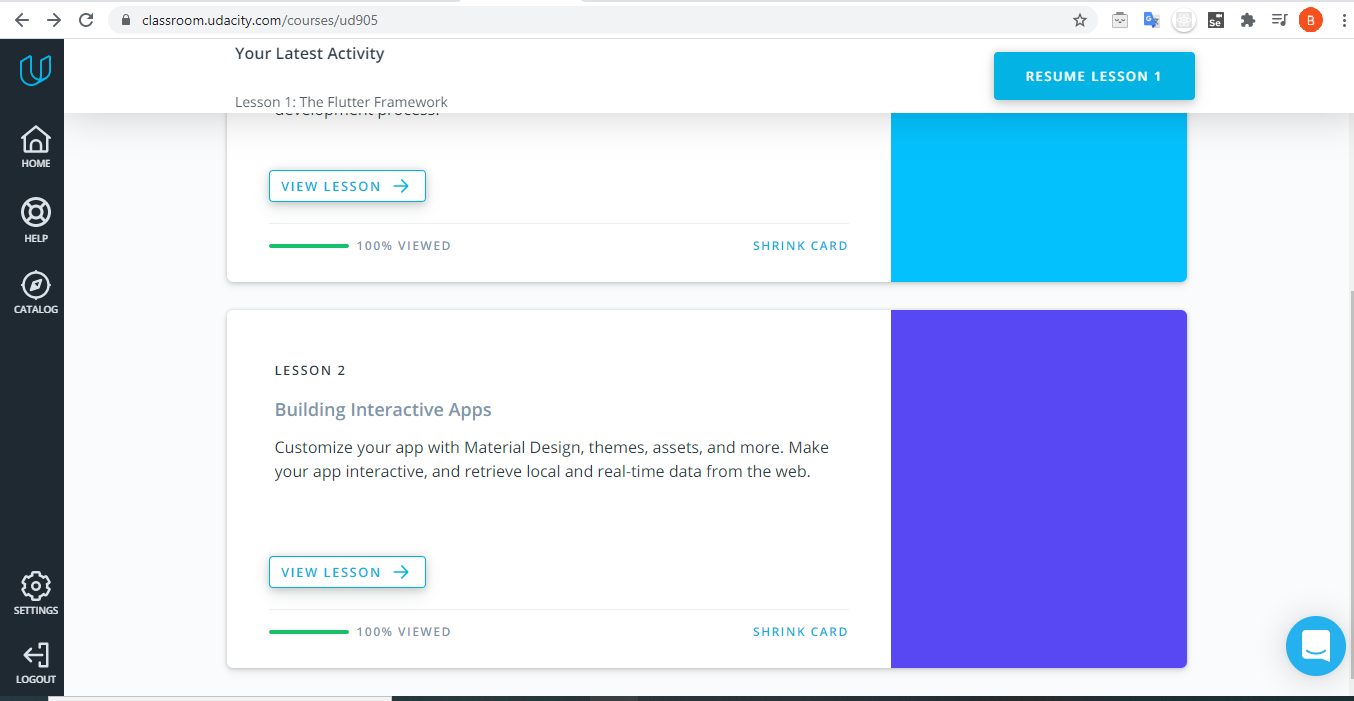 classroom.udacity.com/courses/ud905
Se
B
Your Latest Activity
RESUME LESSON 1
Lesson 1: The Flutter Framework
development process.
HOME
HELP
CATALOG
SETTINGS
LOGOUT
VIEW LESSON
100% VIEWED
SHRINK CARD
LESSON 2
Building Interactive Apps
Customize your app with Material Design, themes, assets, and more. Make
your app interactive, and retrieve local and real-time data from the web.
VIEW LESSON
100% VIEWED
SHRINK CARD